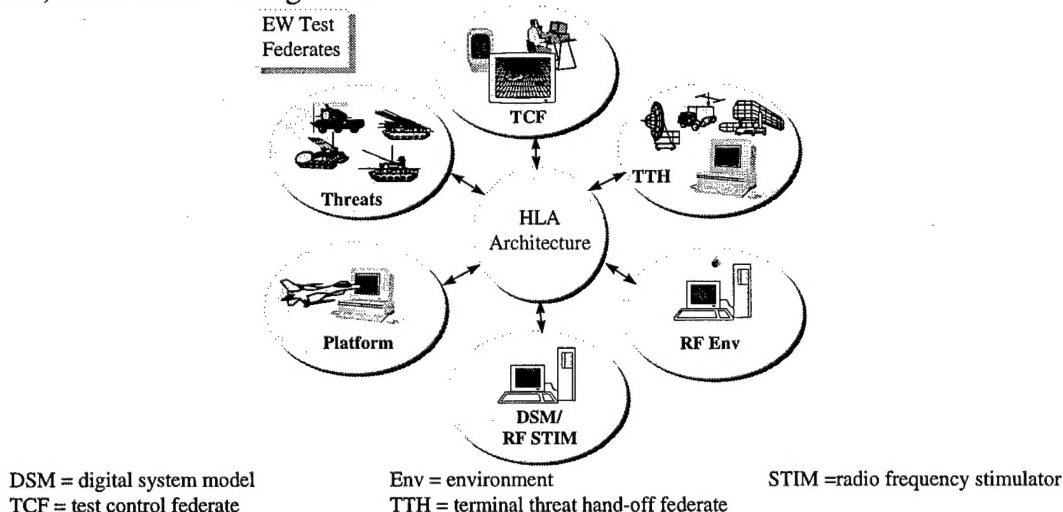 EW Test
Federates
TCF
Threats
TTH
HLA
Architecture
Platform
RF Env
DSM/
RF STIM
DSM = digital system model
Env = environment
STIM =radio frequency stimulator
TCF = test control federate
TTH = terminal threat hand-off federate